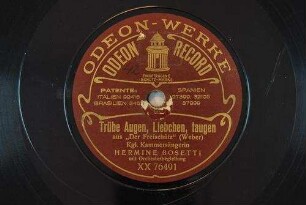 ODEON-WERKE
ODEON RECORD
PATENTE:
ITALIEN
SPANIEN
BRASILIEN
Trübe Augen, Liebchen, taugen
aus „Der Freischütz” (Weber)
Kgl. Kammersängerin
HERMINE BOSETTI
mit Orchesterbegleitung
XX 76491